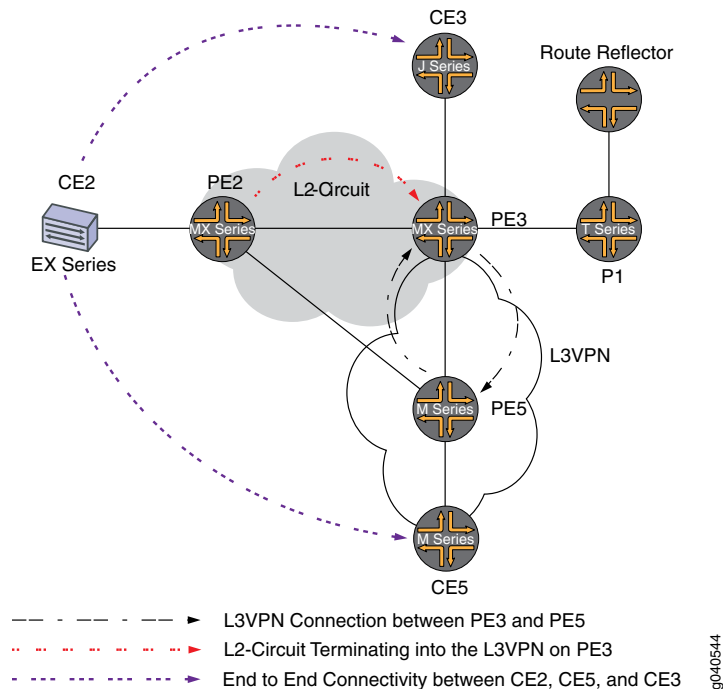 CE3
J Series
Route Reflector
CE2
PE2
L2-Circuit
MX Series
MX Series
PE3
T Series
EX Series
P1
L3VPN
M Series
PE5
M Series
CE5
L3VPN Connection between PE3 and PE5
L2-Circuit Terminating into the L3VPN on PE3
End to End Connectivity between CE2, CE5, and CE3
g040544